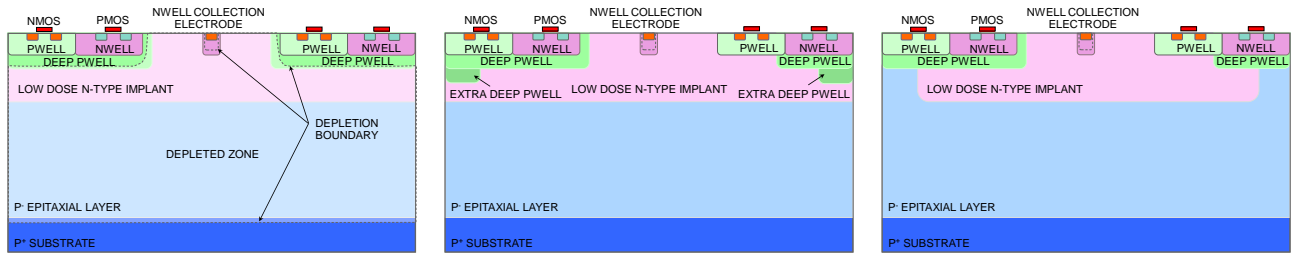 NMOS
PMOS
NWELL COLLECTION
ELECTRODE
PWELL
NWELL
PWELL
NWELL
DEEP PWELL
DEEP PWELL
LOW DOSE N-TYPE IMPLANT
DEPLETION
BOUNDARY
DEPLETED ZONE
P- EPITAXIAL LAYER
P+ SUBSTRATE
NMOS
PMOS
NWELL COLLECTION
ELECTRODE
PWELL
NWELL
PWELL
NWELL
DEEP PWELL
DEEP PWELL
EXTRA DEEP PWELL
LOW DOSE N-TYPE IMPLANT
EXTRA DEEP PWELL
P- EPITAXIAL LAYER
P+ SUBSTRATE
NMOS
PMOS
NWELL COLLECTION
ELECTRODE
PWELL
NWELL
PWELL
NWELL
DEEP PWELL
DEEP PWELL
LOW DOSE N-TYPE IMPLANT
P- EPITAXIAL LAYER
P+ SUBSTRATE